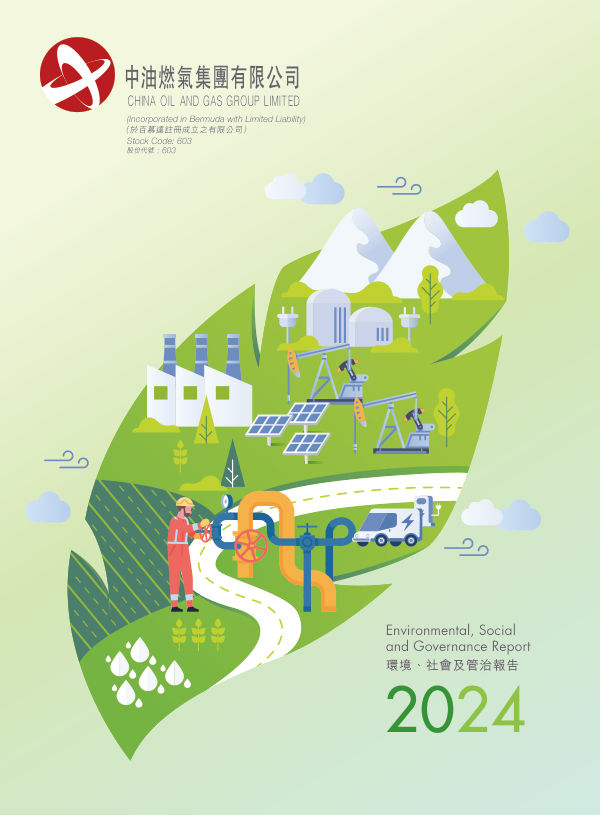 中油燃氣集團有限公司
CHINA OIL AND GAS GROUP LIMITED
(Incorporated in Bermuda with Limited Liability)
(於百慕達註冊成立之有限公司)
Stock Code: 603
股份代號：603
Environmental, Social
and Governance Report
環境、社會及管治報告
2024